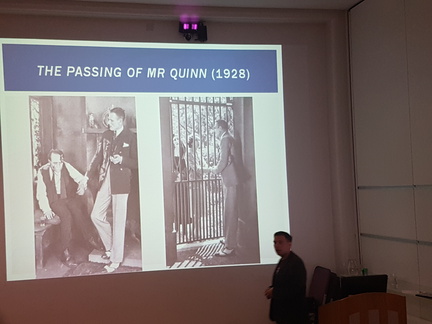 THE PASSING OF MR QUINN (1928)